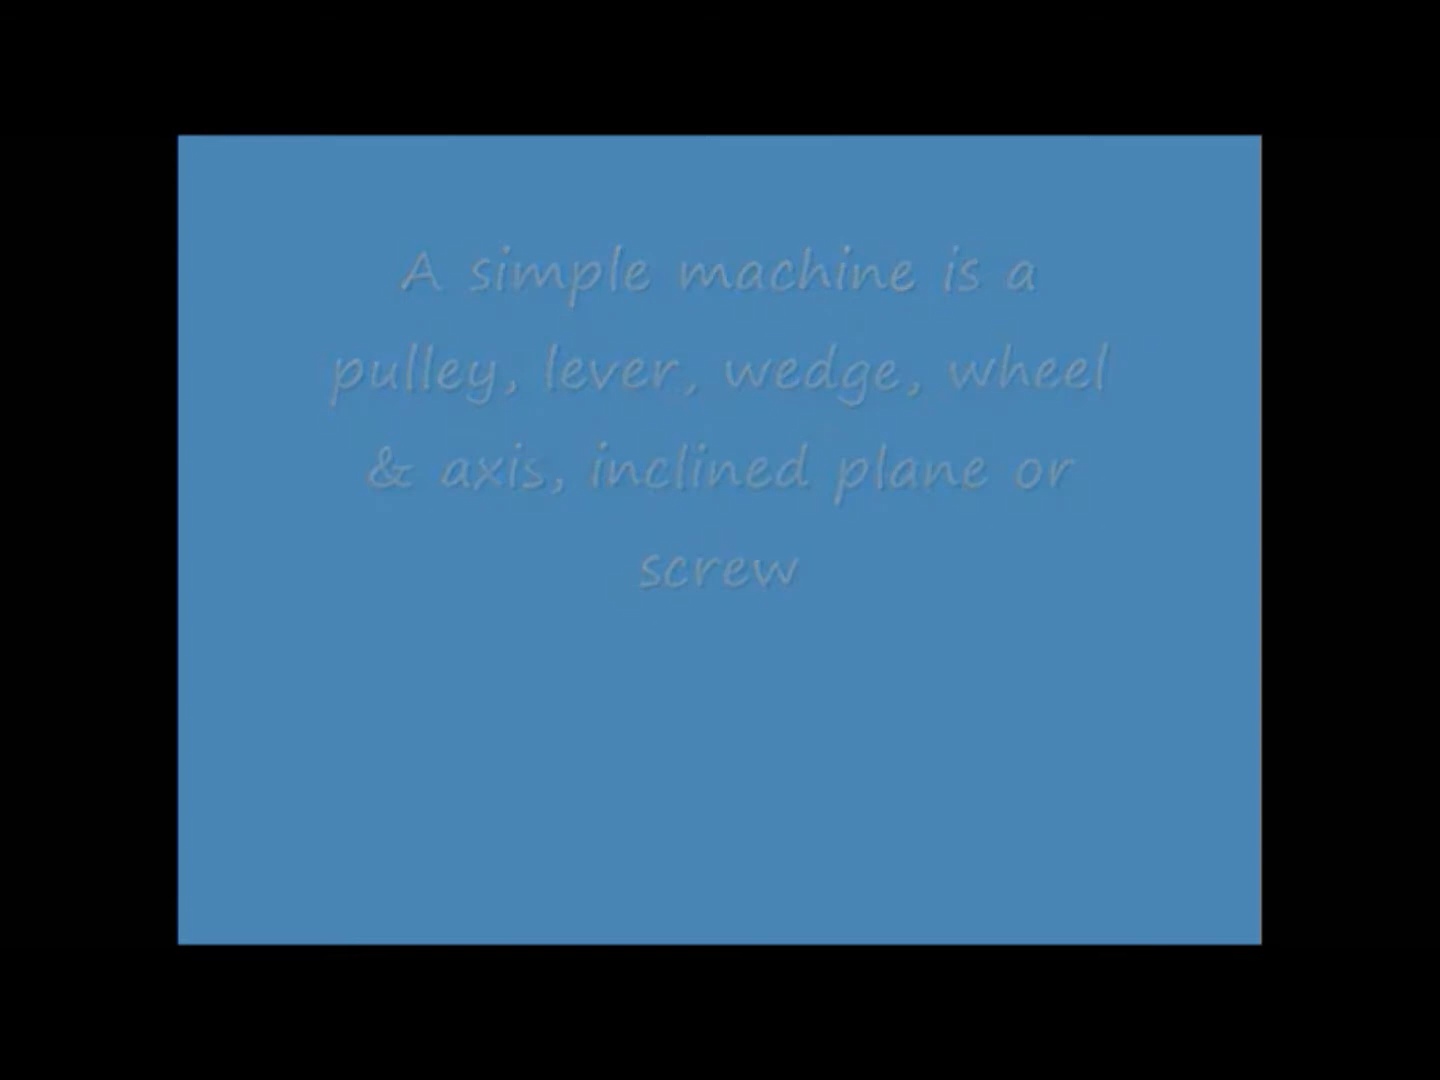 A simple machine is a
pulley, lever, wedge, wheel
& axis, inclined plane or
screw